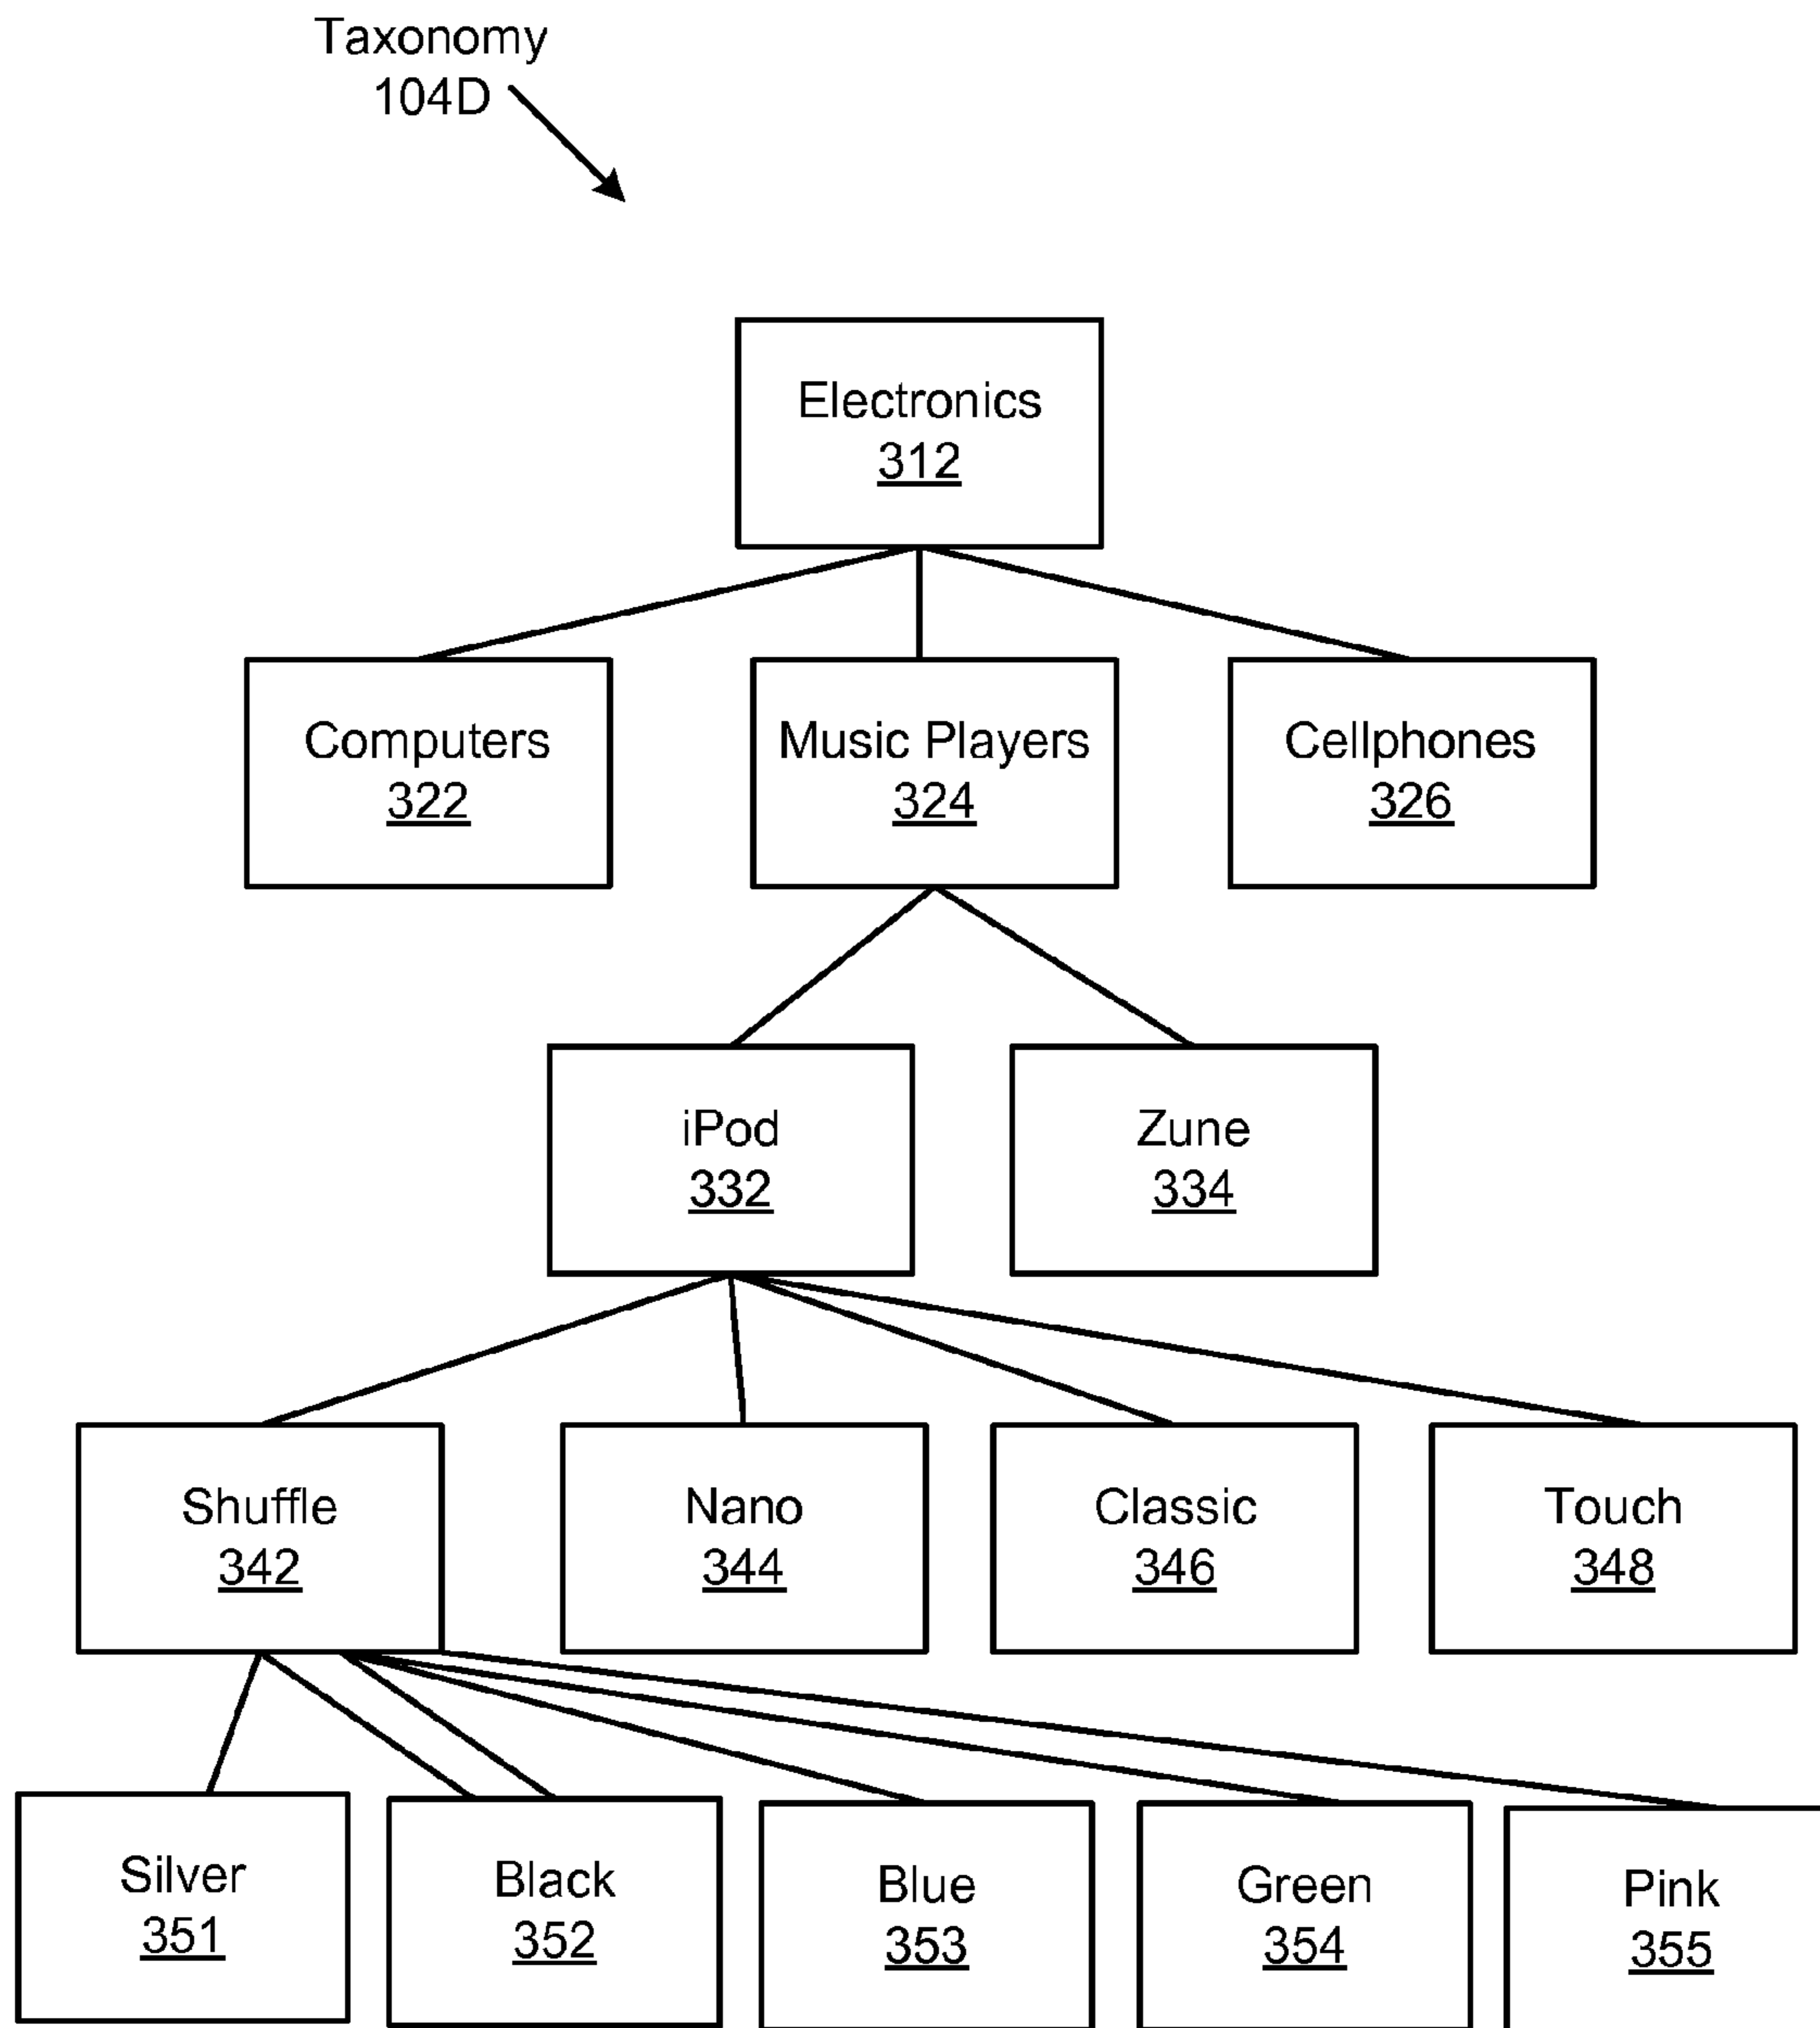 Taxonomy
104D
Electronics
312
Computers
322
Music Players
324
Cellphones
326
iPod
332
Zune
334
Shuffle
342
Nano
344
Classic
346
Touch
348
Silver
351
Black
352
Blue
353
Green
354
Pink
355